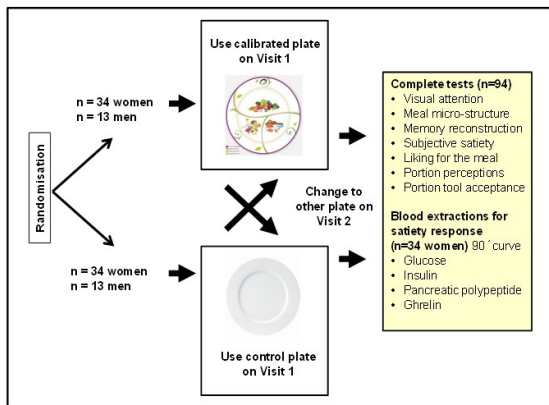 Randomisation
n = 34 women
n = 13 men
n = 34 women
n = 13 men
Use calibrated plate
on Visit 1
Change to
other plate on
Visit 2
Use control plate
on Visit 1
Complete tests (n=94)
• Visual attention
• Meal micro-structure
• Memory reconstruction
• Subjective satiety
• Liking for the meal
• Portion perceptions
• Portion tool acceptance
Blood extractions for
satiety response
(n=34 women) 90´curve
• Glucose
• Insulin
• Pancreatic polypeptide
• Ghrelin